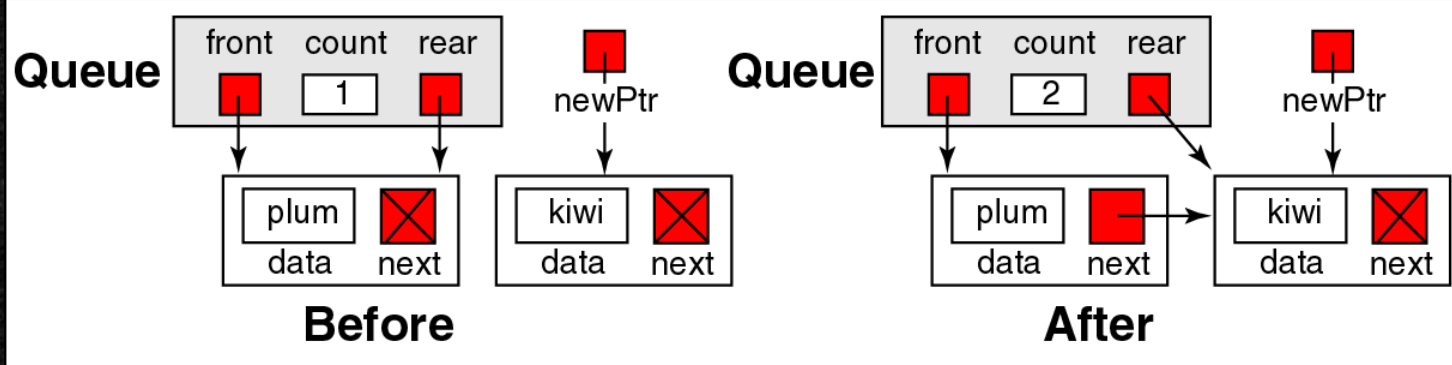 Queue
front count rear
1
newPtr
plum
data next
kiwi
data next
Before
Queue
front count rear
2
newPtr
plum
data next
kiwi
data next
After